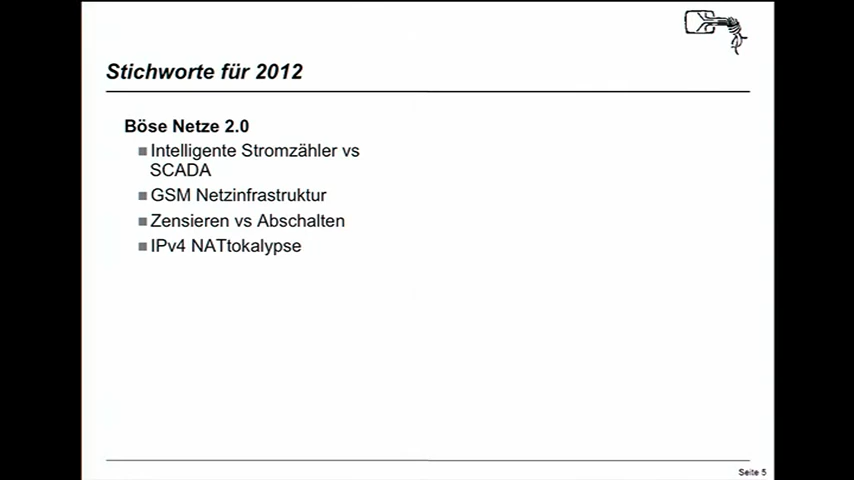 Stichworte für 2012
Böse Netze 2.0
Intelligente Stromzähler vs
SCADA
GSM Netzinfrastruktur
Zensieren vs Abschalten
IPv4 NATtokalypse
Seite 5